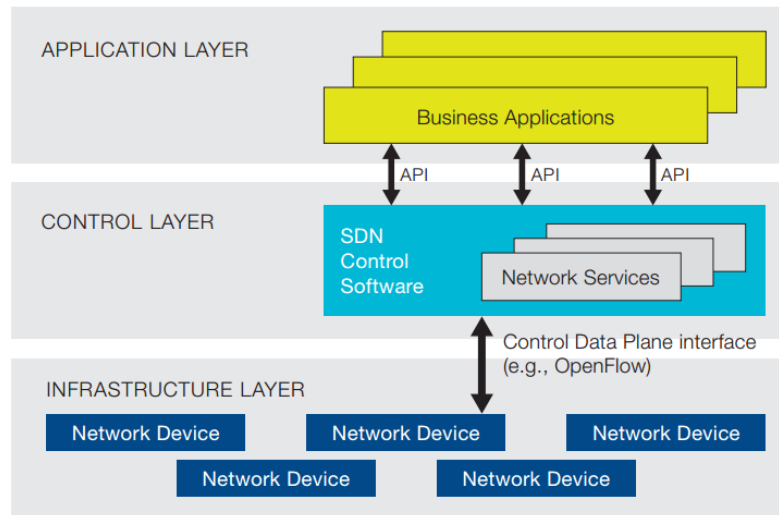 APPLICATION LAYER
Business Applications
API
API
API
CONTROL LAYER
SDN
Control
Software
Network Services
Control Data Plane interface
(e.g., OpenFlow)
INFRASTRUCTURE LAYER
Network Device
Network Device
Network Device
Network Device
Network Device